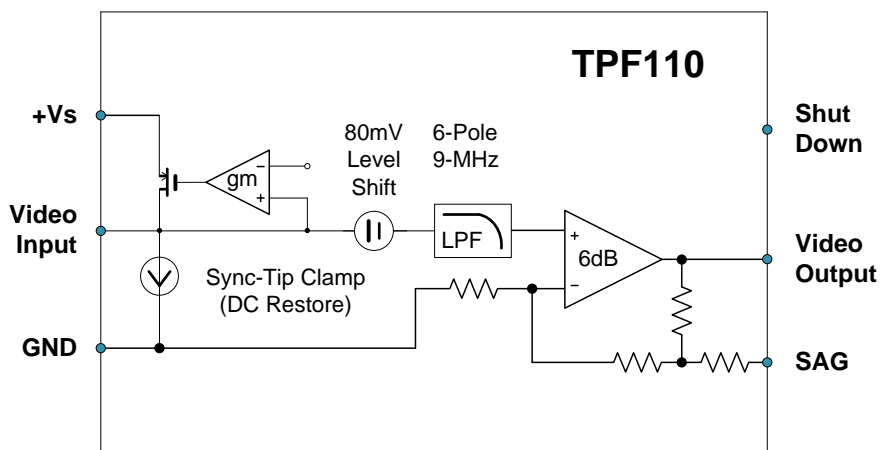 TPF110
+Vs
Shut
Down
80mV
Level
Shift
6-Pole
9-MHz
gm
−
+
Video
Input
LPF
+
6dB
−
Video
Output
Sync-Tip Clamp
(DC Restore)
GND
SAG